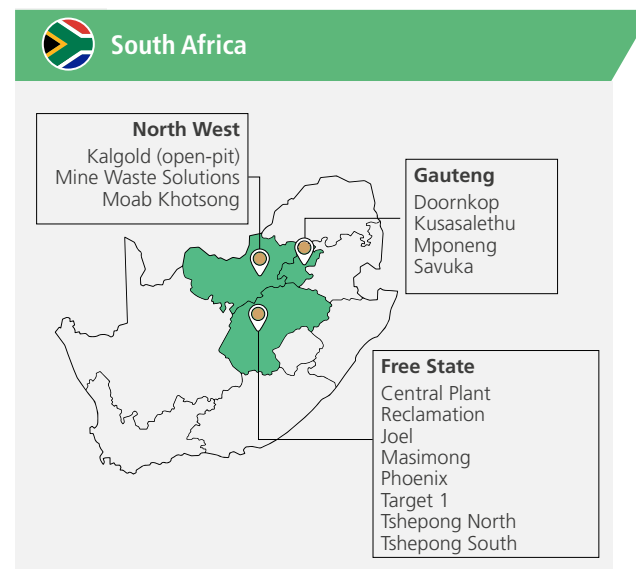 South Africa
North West
Kalgold (open-pit)
Mine Waste Solutions
Moab Khotsong
Gauteng
Doornkop
Kusasalethu
Mponeng
Savuka
Free State
Central Plant
Reclamation
Joel
Masimong
Phoenix
Target 1
Tshepong North
Tshepong South